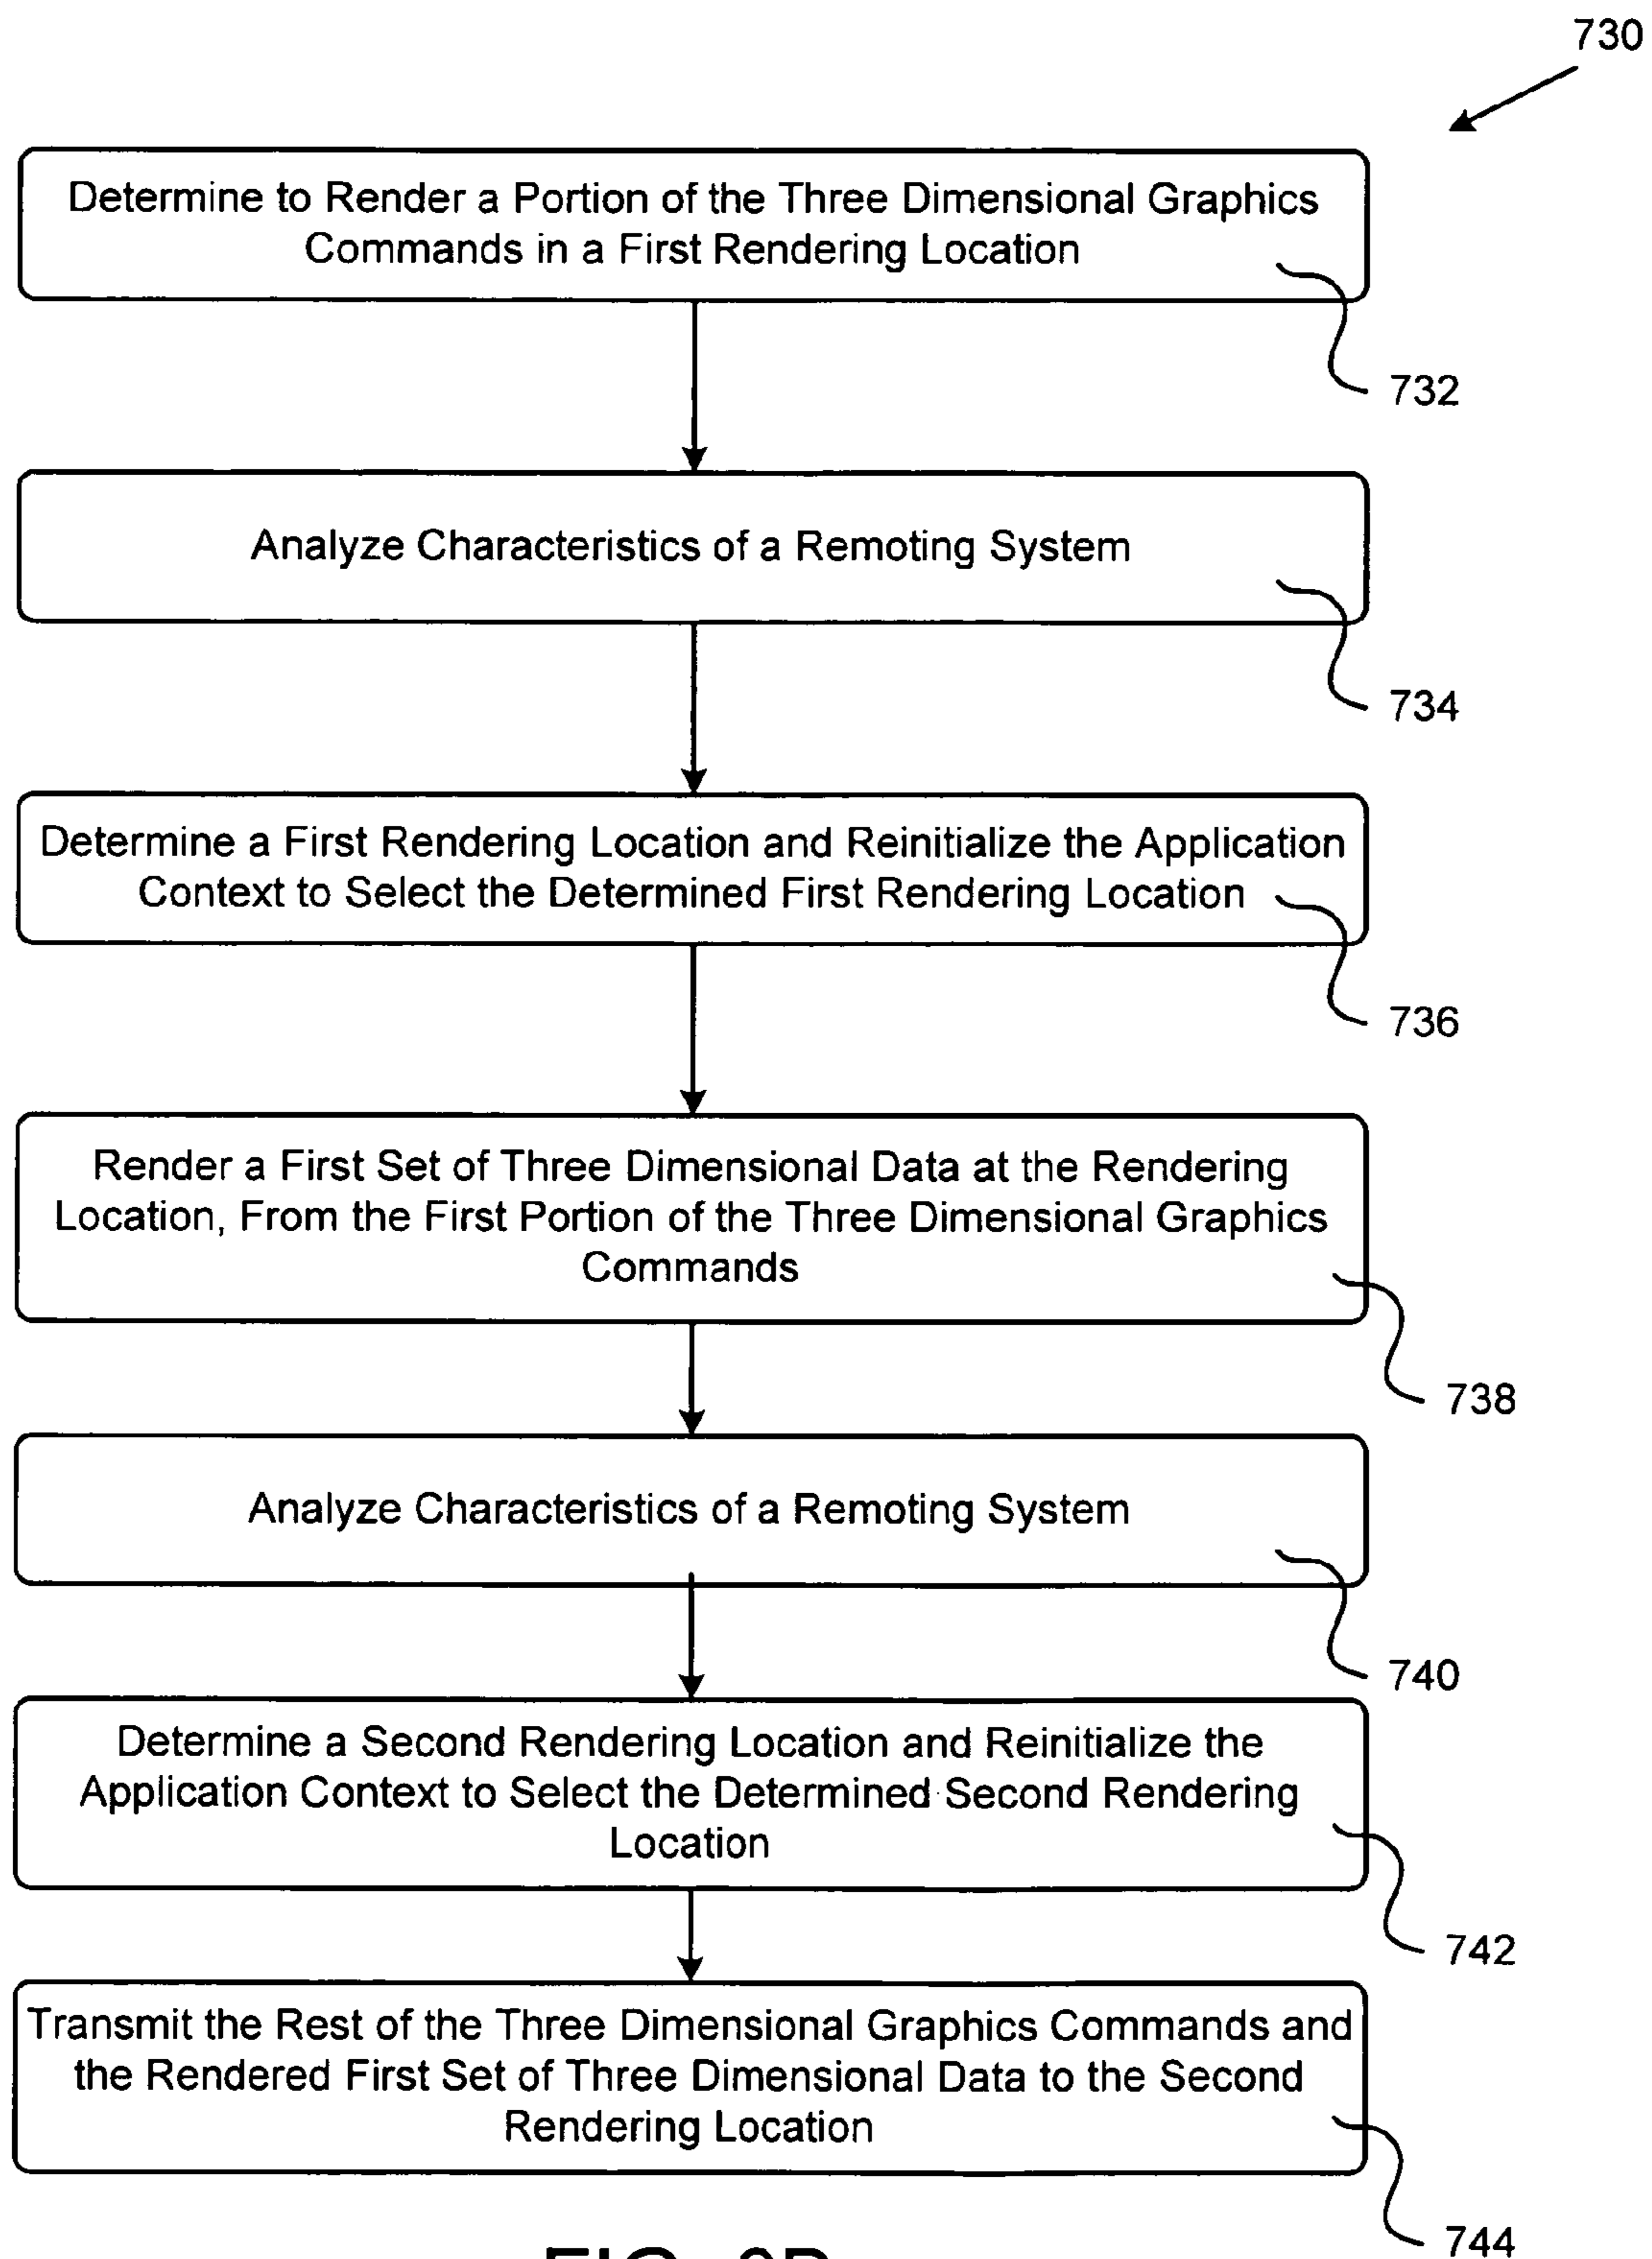 730
Determine to Render a Portion of the Three Dimensional Graphics
Commands in a First Rendering Location
732
Analyze Characteristics of a Remoting System
734
Determine a First Rendering Location and Reinitialize the Application
Context to Select the Determined First Rendering Location
736
Render a First Set of Three Dimensional Data at the Rendering
Location, From the First Portion of the Three Dimensional Graphics
Commands
738
Analyze Characteristics of a Remoting System
740
Determine a Second Rendering Location and Reinitialize the
Application Context to Select the Determined Second Rendering
Location
742
Transmit the Rest of the Three Dimensional Graphics Commands and
the Rendered First Set of Three Dimensional Data to the Second
Rendering Location
744